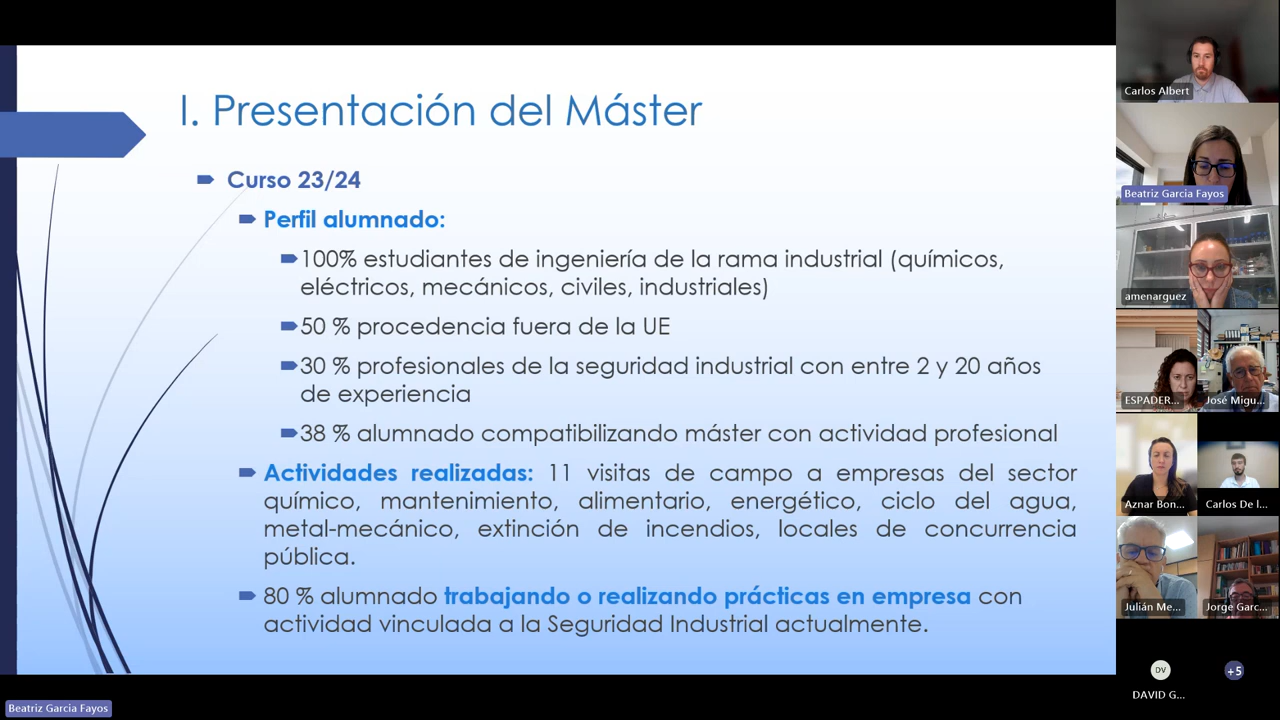 I. Presentación del Máster
Curso 23/24
Perfil alumnado:
100% estudiantes de ingeniería de la rama industrial (químicos,
eléctricos, mecánicos, civiles, industriales)
50 % procedencia fuera de la UE
30 % profesionales de la seguridad industrial con entre 2 y 20 años
de experiencia
38 % alumnado compatibilizando máster con actividad profesional
Actividades realizadas: 11 visitas de campo a empresas del sector
químico, mantenimiento, alimentario, energético, ciclo del agua,
metal-mecánico, extinción de incendios, locales de concurrencia
pública.
80 % alumnado trabajando o realizando prácticas en empresa con
actividad vinculada a la Seguridad Industrial actualmente.
Beatriz Garcia Fayos
Carlos Albert
Beatriz Garcia Fayos
amenarguez
ESPADER...
José Migu...
Aznar Bon...
Carlos De l...
Julián Me...
Jorge Garc...
DV
+5
DAVID G...